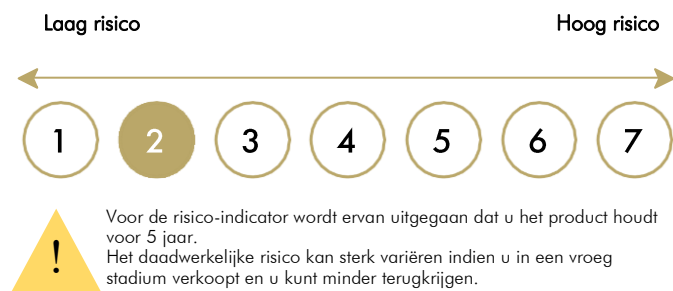 Laag risico Hoog risico
1 2 3 4 5 6 7
! Voor de risico-indicator wordt ervan uitgegaan dat u het product houdt
voor 5 jaar.
Het daadwerkelijke risico kan sterk variëren indien u in een vroeg
stadium verkoopt en u kunt minder terugkrijgen.